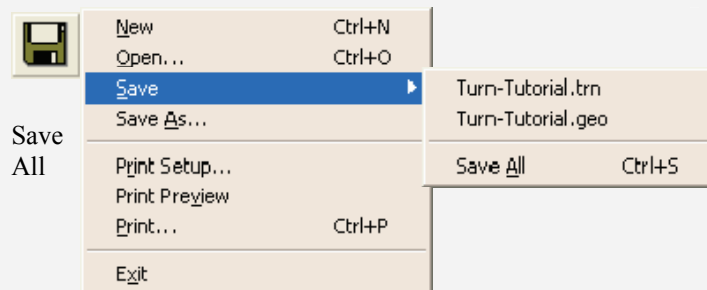 Save
All
New Ctrl+N
Open... Ctrl+O
Save
Save As...
Print Setup...
Print Preview
Print... Ctrl+P
Exit
Turn-Tutorial.trn
Turn-Tutorial.geo
Save All Ctrl+S